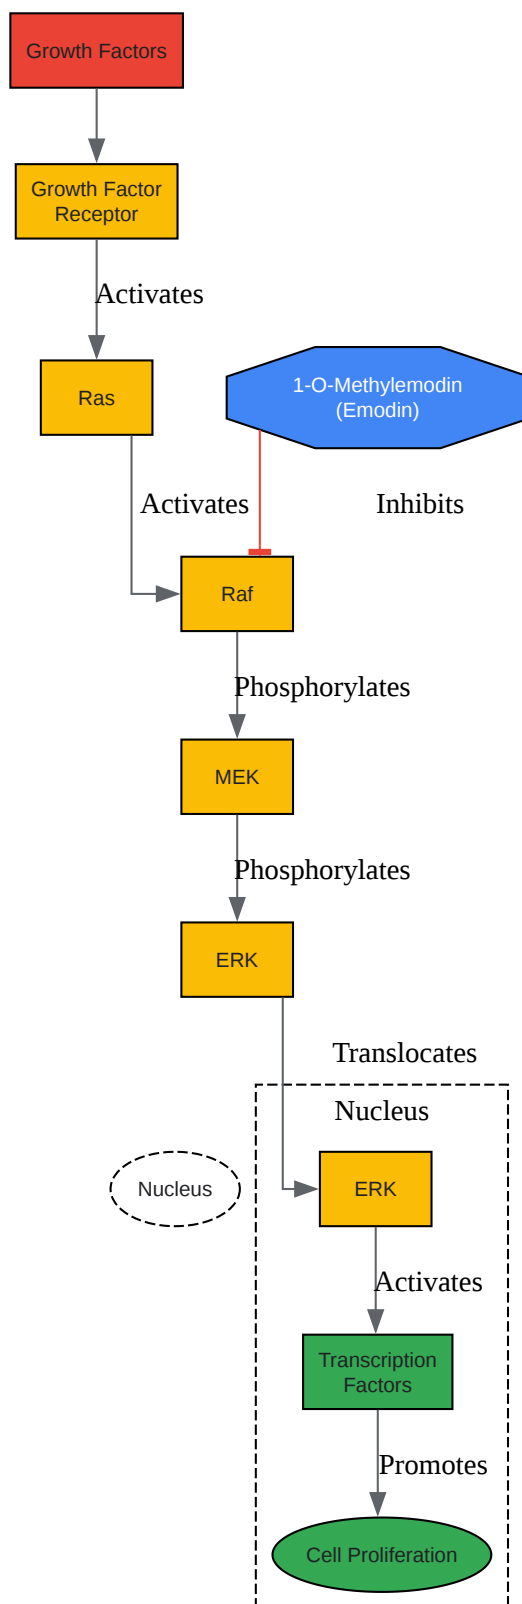 Growth Factors
Growth Factor
Receptor
Activates
Ras
1-O-Methylemodin
(Emodin)
Activates
Inhibits
Raf
Phosphorylates
MEK
Phosphorylates
ERK
Translocates
Nucleus
Nucleus
ERK
Activates
Transcription
Factors
Promotes
Cell Proliferation